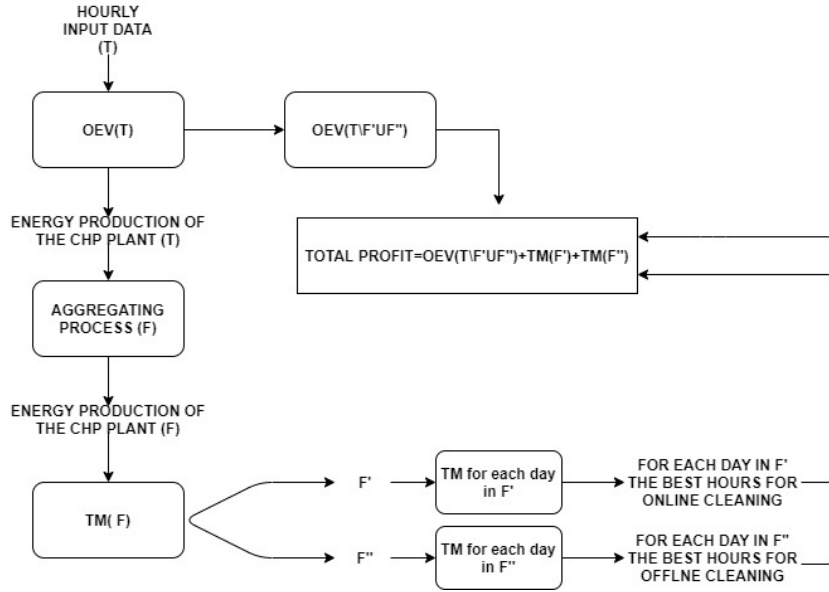 HOURLY
INPUT DATA
(T)
OEV(T)
OEV(T\F'UF")
ENERGY PRODUCTION OF
THE CHP PLANT (T)
TOTAL PROFIT=OEV(T\F'UF")+TM(F')+TM(F")
AGGREGATING
PROCESS (F)
ENERGY PRODUCTION OF
THE CHP PLANT (F)
TM( F)
F'
TM for each day
in F'
FOR EACH DAY IN F'
THE BEST HOURS FOR
ONLINE CLEANING
F"
TM for each day
in F"
FOR EACH DAY IN F"
THE BEST HOURS FOR
OFFLNE CLEANING